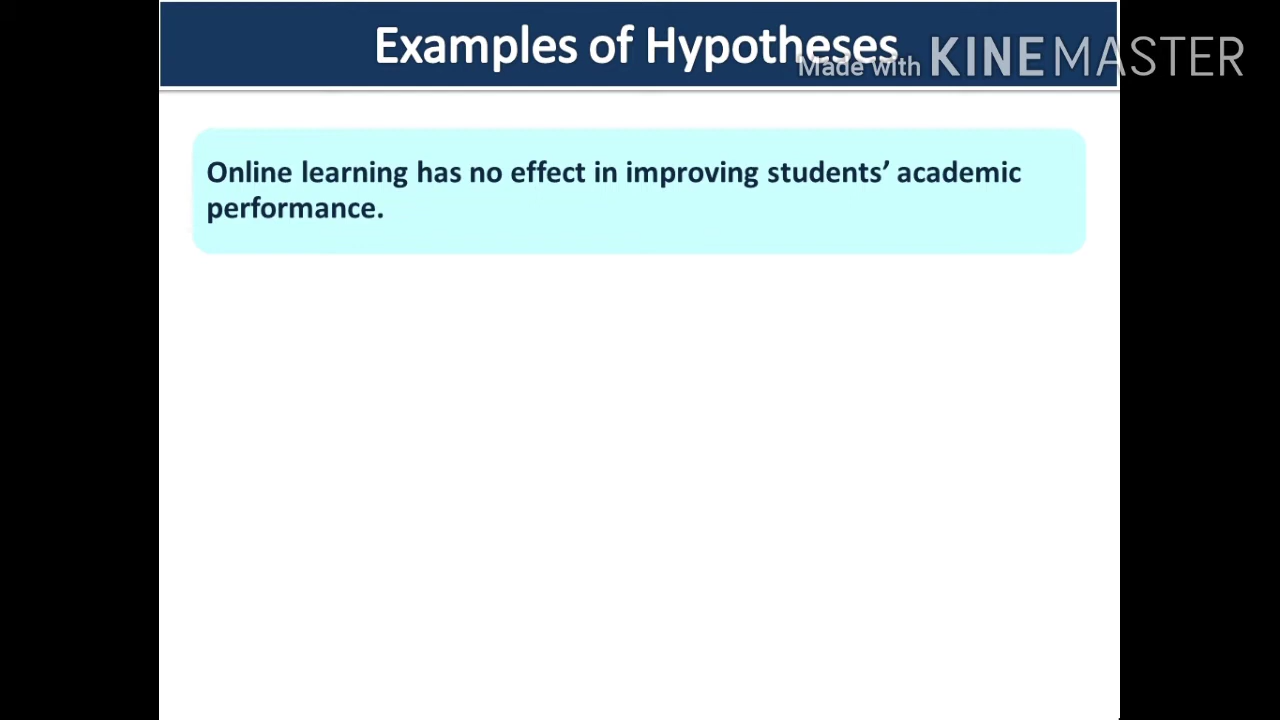 Examples of Hypotheses
Made with KINEMASTER
Online learning has no effect in improving students’ academic
performance.